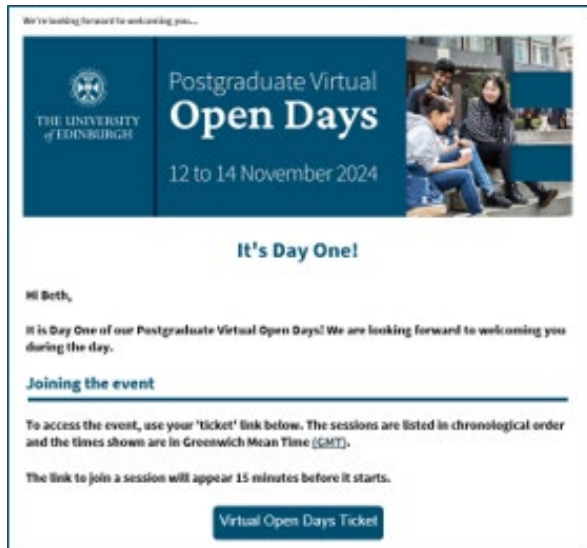 We're looking forward to welcoming you...
Postgraduate Virtual
Open Days
THE UNIVERSITY
of EDINBURGH
12 to 14 November 2024
It's Day One!
Hi Beth,
It is Day One of our Postgraduate Virtual Open Days! We are looking forward to welcoming you
during the day.
Joining the event
To access the event, use your 'ticket' link below. The sessions are listed in chronological order
and the times shown are in Greenwich Mean Time (GMT).
The link to join a session will appear 15 minutes before it starts.
Virtual Open Days Ticket